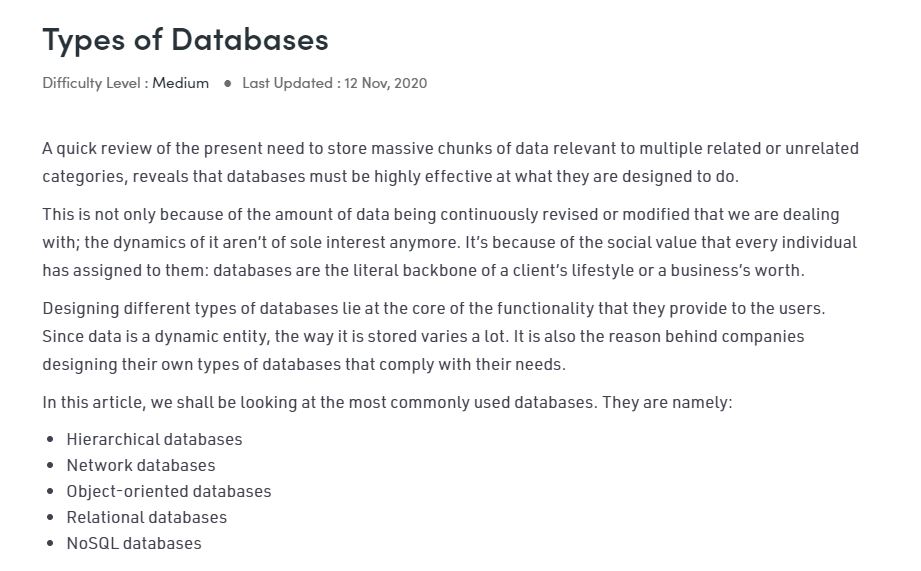 Types of Databases
Difficulty Level : Medium ● Last Updated : 12 Nov, 2020
A quick review of the present need to store massive chunks of data relevant to multiple related or unrelated
categories, reveals that databases must be highly effective at what they are designed to do.
This is not only because of the amount of data being continuously revised or modified that we are dealing
with; the dynamics of it aren’t of sole interest anymore. It’s because of the social value that every individual
has assigned to them: databases are the literal backbone of a client’s lifestyle or a business’s worth.
Designing different types of databases lie at the core of the functionality that they provide to the users.
Since data is a dynamic entity, the way it is stored varies a lot. It is also the reason behind companies
designing their own types of databases that comply with their needs.
In this article, we shall be looking at the most commonly used databases. They are namely:
• Hierarchical databases
• Network databases
• Object-oriented databases
• Relational databases
• NoSQL databases